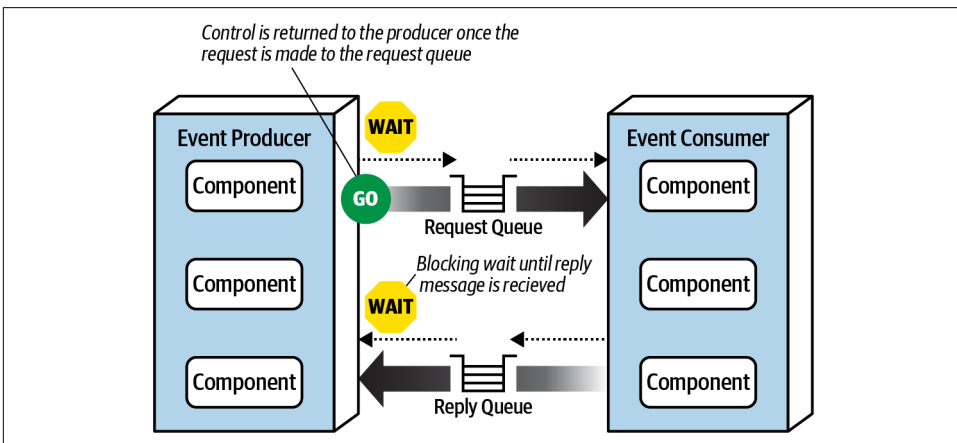 Control is returned to the producer once the
request is made to the request queue
WAIT
Event Producer
Event Consumer
Component
GO
Component
Request Queue
Component
Blocking wait until reply
message is recieved
WAIT
Component
Component
Reply Queue
Component